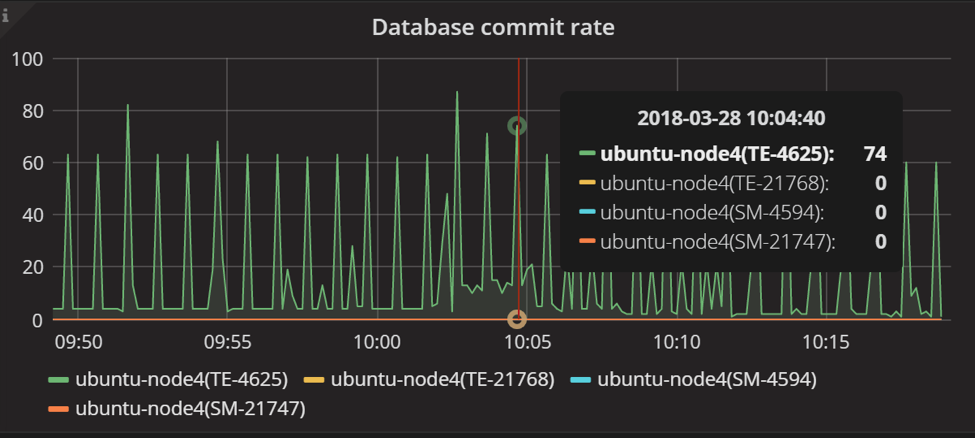 i
Database commit rate
100
80
60
40
20
0
09:50 09:55 10:00 10:05 10:10 10:15
2018-03-28 10:04:40
ubuntu-node4(TE-4625): 74
ubuntu-node4(TE-21768): 0
ubuntu-node4(SM-4594): 0
ubuntu-node4(SM-21747): 0
ubuntu-node4(TE-4625) ubuntu-node4(TE-21768) ubuntu-node4(SM-4594)
ubuntu-node4(SM-21747)